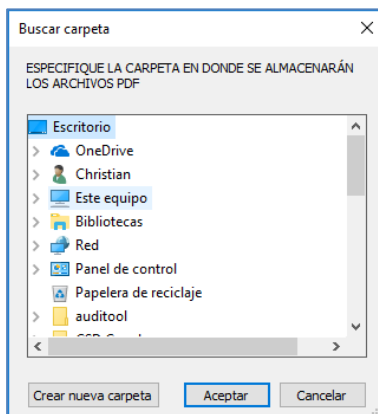 Buscar carpeta
ESPECIFIQUE LA CARPETA EN DONDE SE ALMACENARÁN
LOS ARCHIVOS PDF
Escritorio
OneDrive
Christian
Este equipo
Bibliotecas
Red
Panel de control
Papelera de reciclaje
auditool
Crear nueva carpeta Aceptar Cancelar